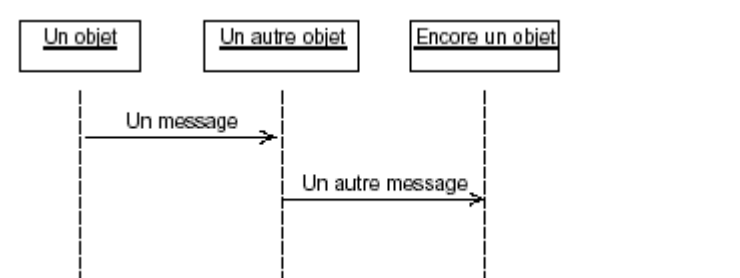 Un objet
Un autre objet
Encore un objet
Un message
Un autre message